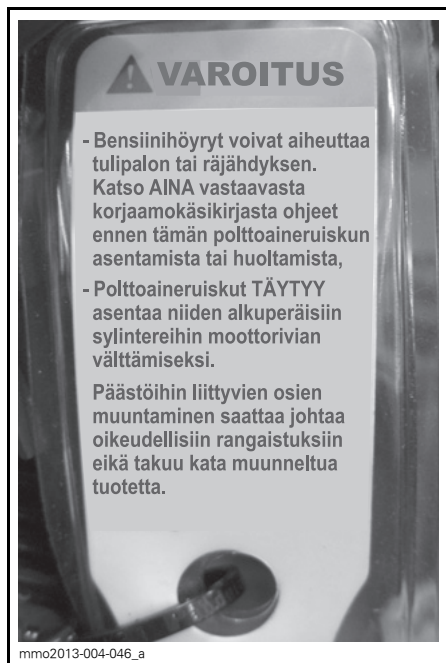 VAROITUS
- Bensiinihöyryt voivat aiheuttaa
tulipalon tai räjähdyksen.
Katso AINA vastaavasta
korjaamokäsikirjasta ohjeet
ennen tämän polttoaineruiskun
asentamista tai huoltamista,
- Polttoaineruiskut TÄYTYY
asentaa niiden alkuperäisiin
sylintereihin moottorivian
välttämiseksi.
Päästöihin liittyvien osien
muuntaminen saattaa johtaa
oikeudellisiin rangaistuksiin
eikä takuu kata muunneltua
tuotetta.
mmo2013-004-046_a